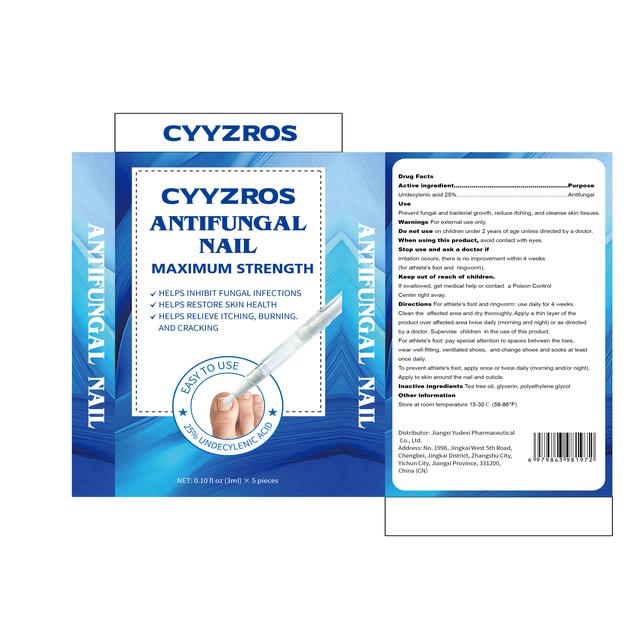 CYYZROS
CYYZROS
ANTIFUNGAL
NAIL
MAXIMUM STRENGTH
HELPS INHIBIT FUNGAL INFECTIONS
HELPS RESTORE SKIN HEALTH
HELPS RELIEVE ITCHING, BURNING.
AND CRACKING
EASY TO USE
25% UNDECYLENIC ACID
NET: 0.10 fl oz (3ml) × 5 pieces
ANTIFUNGAL NAIL
ANTIFUNGAL NAIL
Drug Facts
Active ingredient............Purpose
Undecylenic acid 25%............Antifungal
Use
Prevent fungal and bacterial growth, reduce itching, and cleanse skin tissues.
Warnings For external use only.
Do not use on children under 2 years of age unless directed by a doctor.
When using this product, avoid contact with eyes.
Stop use and ask a doctor if
irritation occurs, there is no improvement within 4 weeks
(for athlete's foot and ringworm).
Keep out of reach of children.
If swallowed, get medical help or contact a Poison Control
Center right away.
Directions For athlete's foot and ringworm: use daily for 4 weeks.
Clean the affected area and dry thoroughly. Apply a thin layer of the
product over affected area twice daily (morning and night) or as directed
by a doctor. Supervise children in the use of this product.
For athlete's foot: pay special attention to spaces between the toes,
wear well-fitting, ventilated shoes, and change shoes and socks at least
once daily.
To prevent athlete's foot, apply once or twice daily (morning and/or night).
Apply to skin around the nail and cuticle.
Inactive ingredients Tea tree oil, glycerin, polyethylene glycol
Other information
Store at room temperature 15-30℃ (59-86°F)
Distributor: Jiangxi Yudexi Pharmaceutical
Co., Ltd.
Address: No. 1998, Jingkai West 5th Road,
Chengbei, Jingkai District, Zhangshu City,
Yichun City, Jiangxi Province, 331200,
China (CN)
6 979843 981972